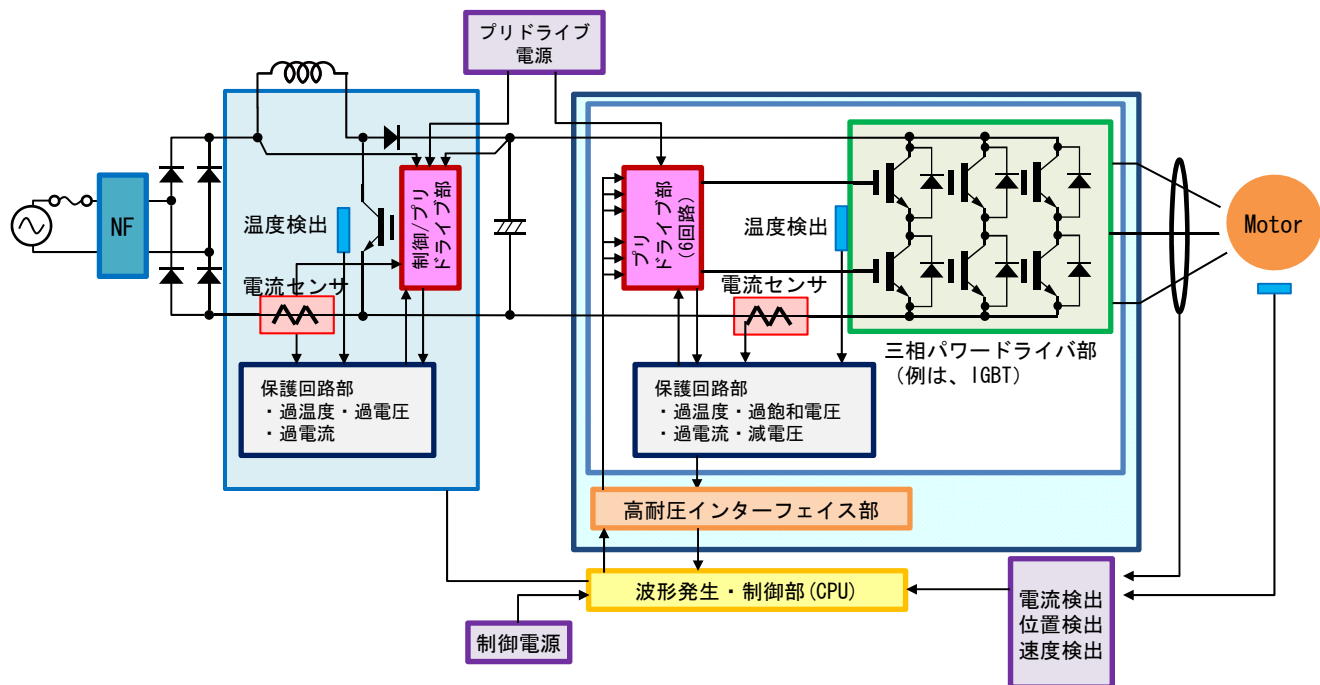 プリドライブ
電源
NF
温度検出
制御/プリ
ドライブ部
電流センサ
保護回路部
・過温度・過電圧
・過電流
プリ
ドライブ部
(6回路)
温度検出
電流センサ
保護回路部
・過温度・過飽和電圧
・過電流・減電圧
三相パワードライバ部
(例は、IGBT)
Motor
高耐圧インターフェイス部
波形発生・制御部(CPU)
制御電源
電流検出
位置検出
速度検出